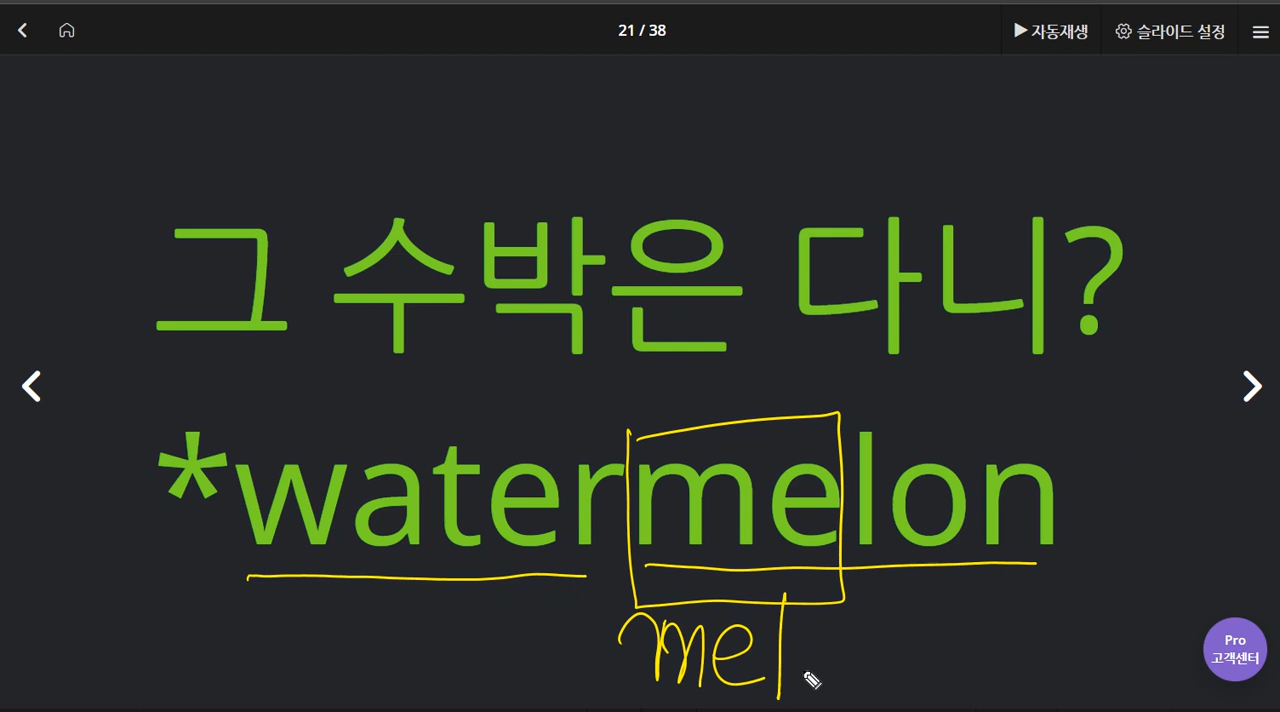 21 / 38
▶ 자동재생
슬라이드 설정
그 수박은 다니?
*watermelon
mel
Pro
고객센터